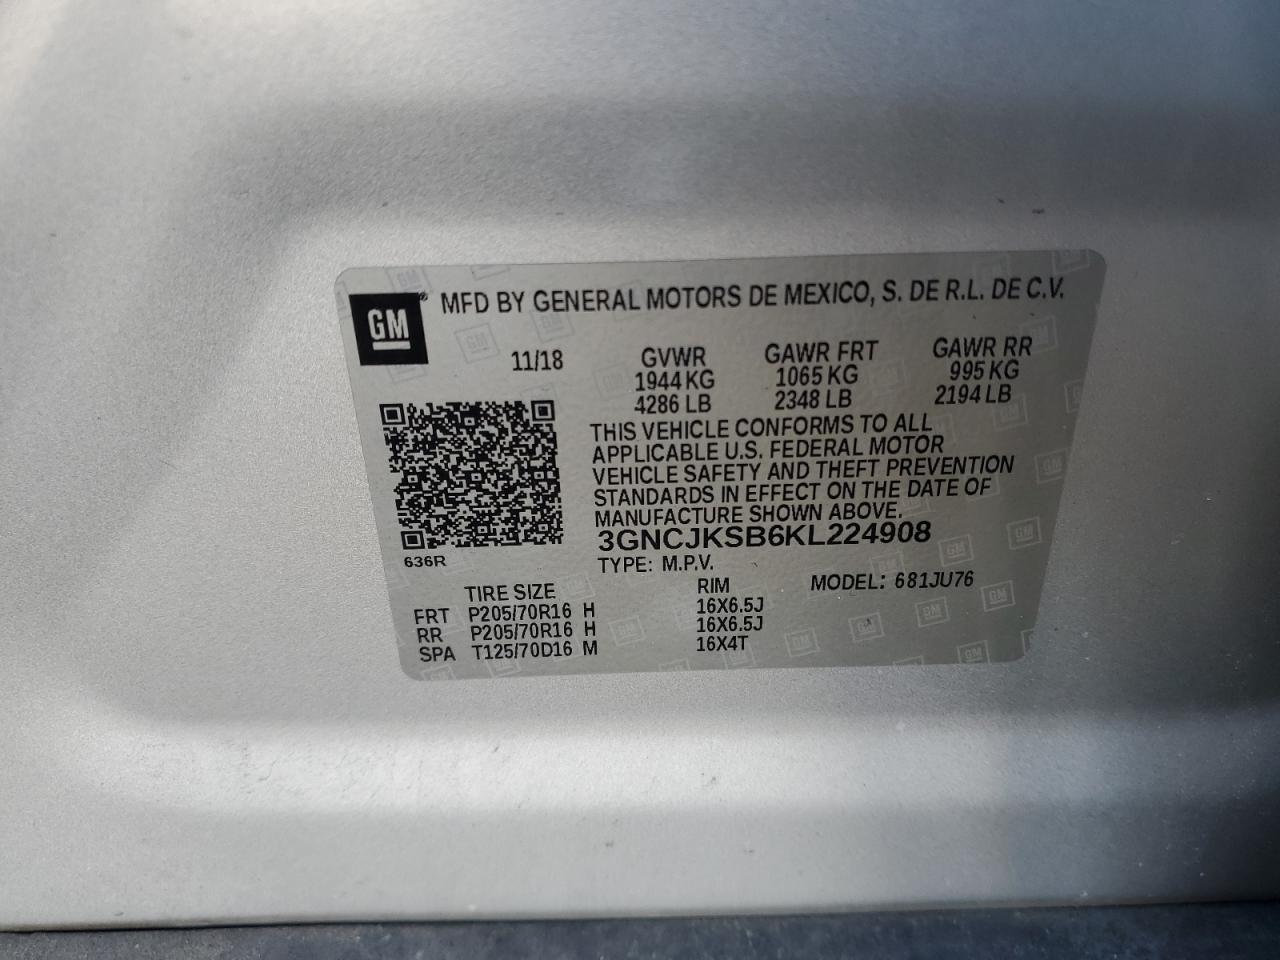 GM
MFD BY GENERAL MOTORS DE MEXICO, S. DE R.L. DE C.V.
11/18 GVWR GAWR FRT GAWR RR
1944 KG 1065 KG 995 KG
4286 LB 2348 LB 2194 LB
THIS VEHICLE CONFORMS TO ALL
APPLICABLE U.S. FEDERAL MOTOR
VEHICLE SAFETY AND THEFT PREVENTION
STANDARDS IN EFFECT ON THE DATE OF
MANUFACTURE SHOWN ABOVE.
3GNCJKSB6KL224908
636R
TYPE: M.P.V.
TIRE SIZE RIM MODEL: 681JU76
FRT P205/70R16 H 16X6.5J
RR P205/70R16 H 16X6.5J
SPA T125/70D16 M 16X4T